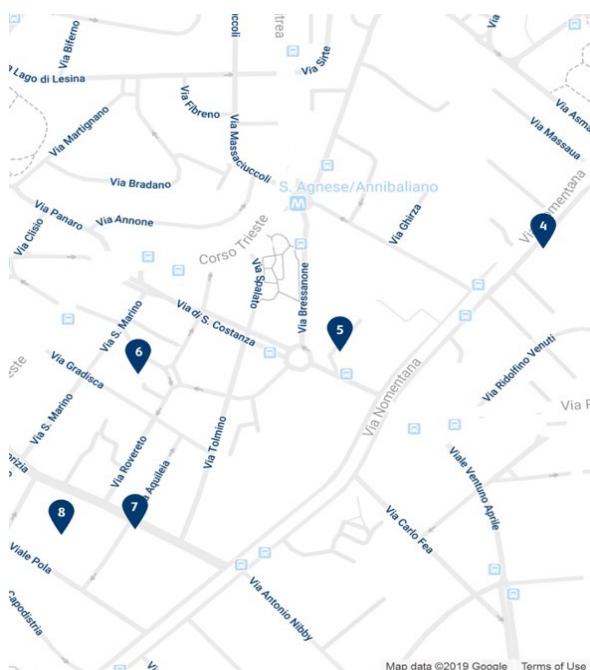 Via Biferno
Via Sirte
Via Lago di Lesina
Via Fibreno
Via Asma
Via Massaua
Via Martignano
Via Massaciuccoli
Via Bradano
S. Agnese/Annibaliano
M
Via Panaro
Via Annone
Via Clisio
Corso Trieste
Via Ghirza
Via Nomentana
4
Via Spalato
Via Bressanone
Via S. Marino
Via di S. Costanza
5
6
Via Gradisca
Via Nomentana
Via Ridolfino Venuti
Via S. Marino
Via Rovereto
Via Tolmino
Aquileia
Viale Ventuno Aprile
7
8
Via Carlo Fea
Viale Pola
Via Antonio Nibby
Capodistria
Map data ©2019 Google
Terms of Use